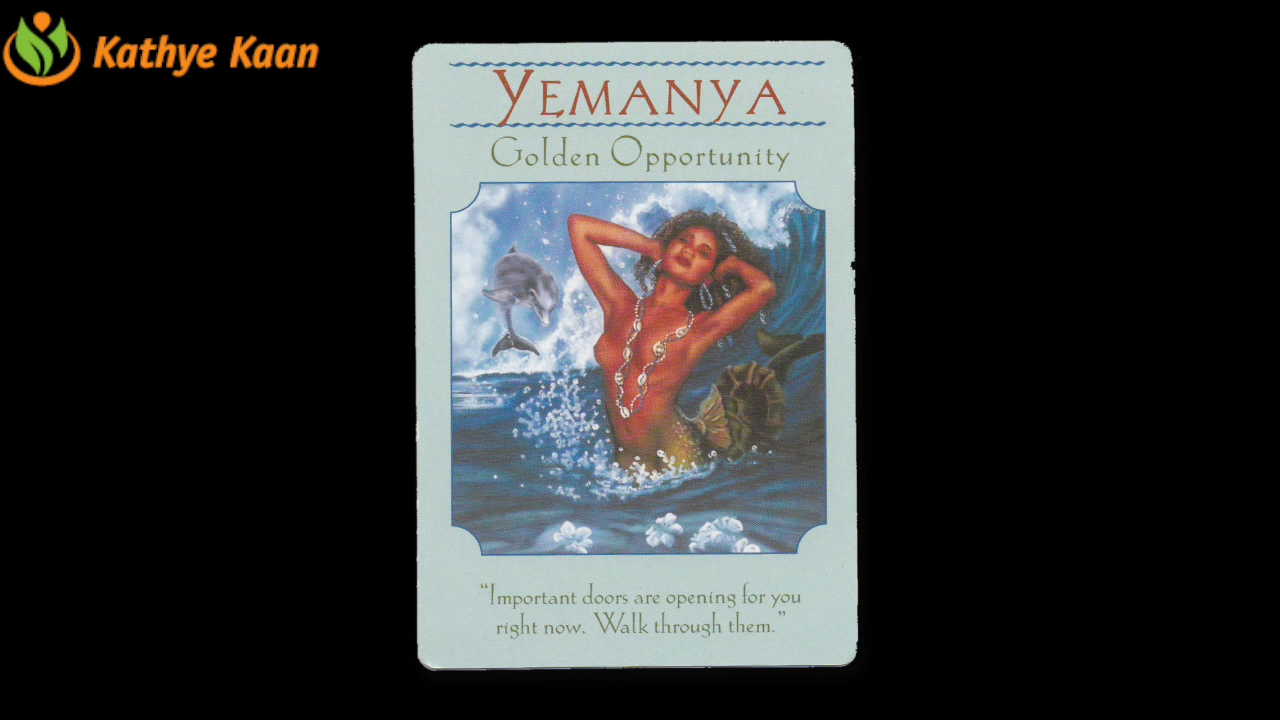 Kathye Kaan
YEMANYA
Golden Opportunity
“Important doors are opening for you
right now. Walk through them.”